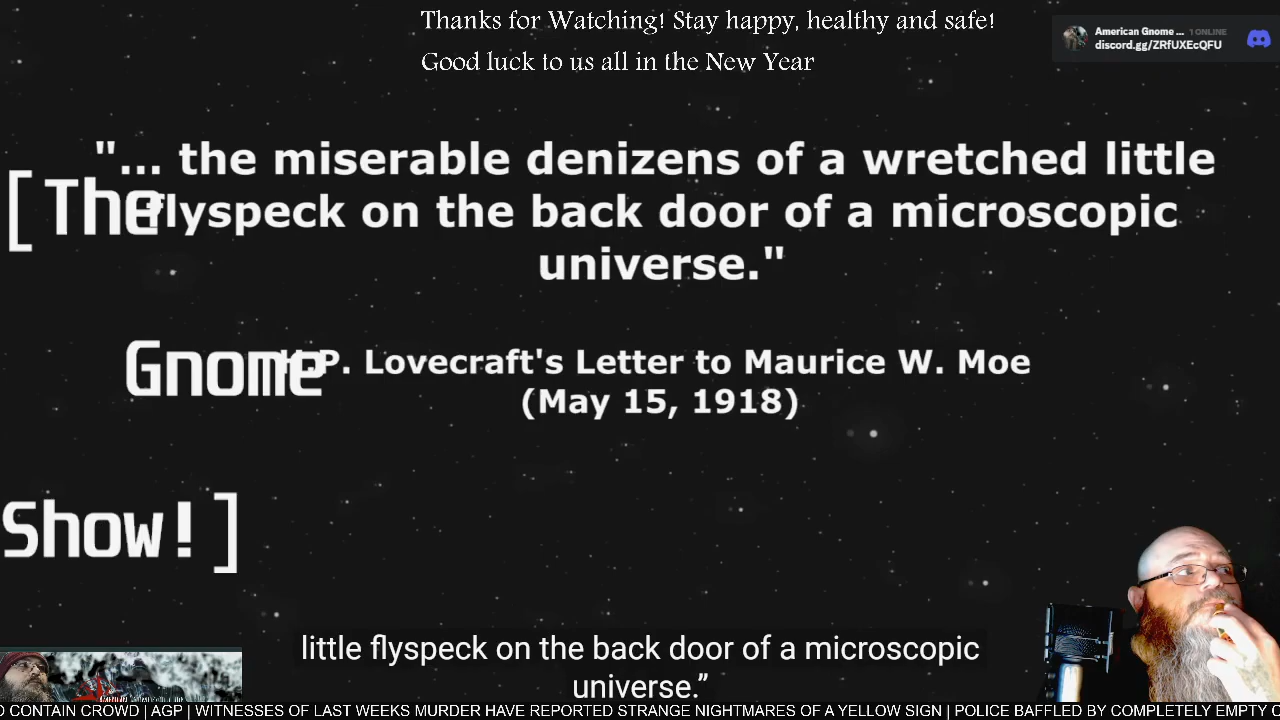 Thanks for Watching! Stay happy, healthy and safe!
Good luck to us all in the New Year
American Gnome ... 1 ONLINE
discord.gg/ZRfUXEcQFU
"... the miserable denizens of a wretched little
flyspeck on the back door of a microscopic
universe."
[The
Gnome
Show!]
H.P. Lovecraft's Letter to Maurice W. Moe
(May 15, 1918)
little flyspeck on the back door of a microscopic
universe.”
CONTAIN CROWD | AGP | WITNESSES OF LAST WEEKS MURDER HAVE REPORTED STRANGE NIGHTMARES OF A YELLOW SIGN | POLICE BAFFLED BY COMPLETELY EMPTY